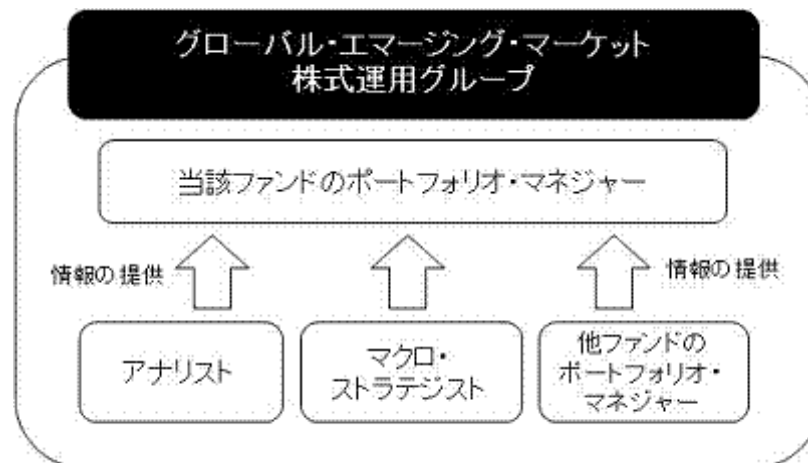 グローバル・エマージング・マーケット
株式運用グループ
当該ファンドのポートフォリオ・マネジャー
情報の提供
情報の提供
アナリスト
マクロ・
ストラテジスト
他ファンドの
ポートフォリオ・
マネジャー